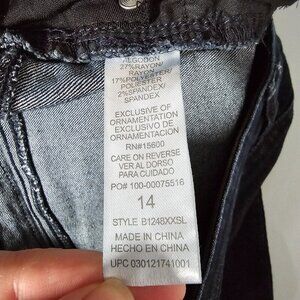 ALGODON
27%RAYON/
RAYON/
17%POLYESTER/
POLIESTER
2%SPANDEX/
SPANDEX
EXCLUSIVE OF
ORNAMENTATION
EXCLUSIVO DE
ORNAMENTACION
RN#15600
CARE ON REVERSE
VER AL DORSO
PARA CUIDADO
PO# 100-00075516
14
STYLE B1248XXSL
MADE IN CHINA
HECHO EN CHINA
UPC 030121741001